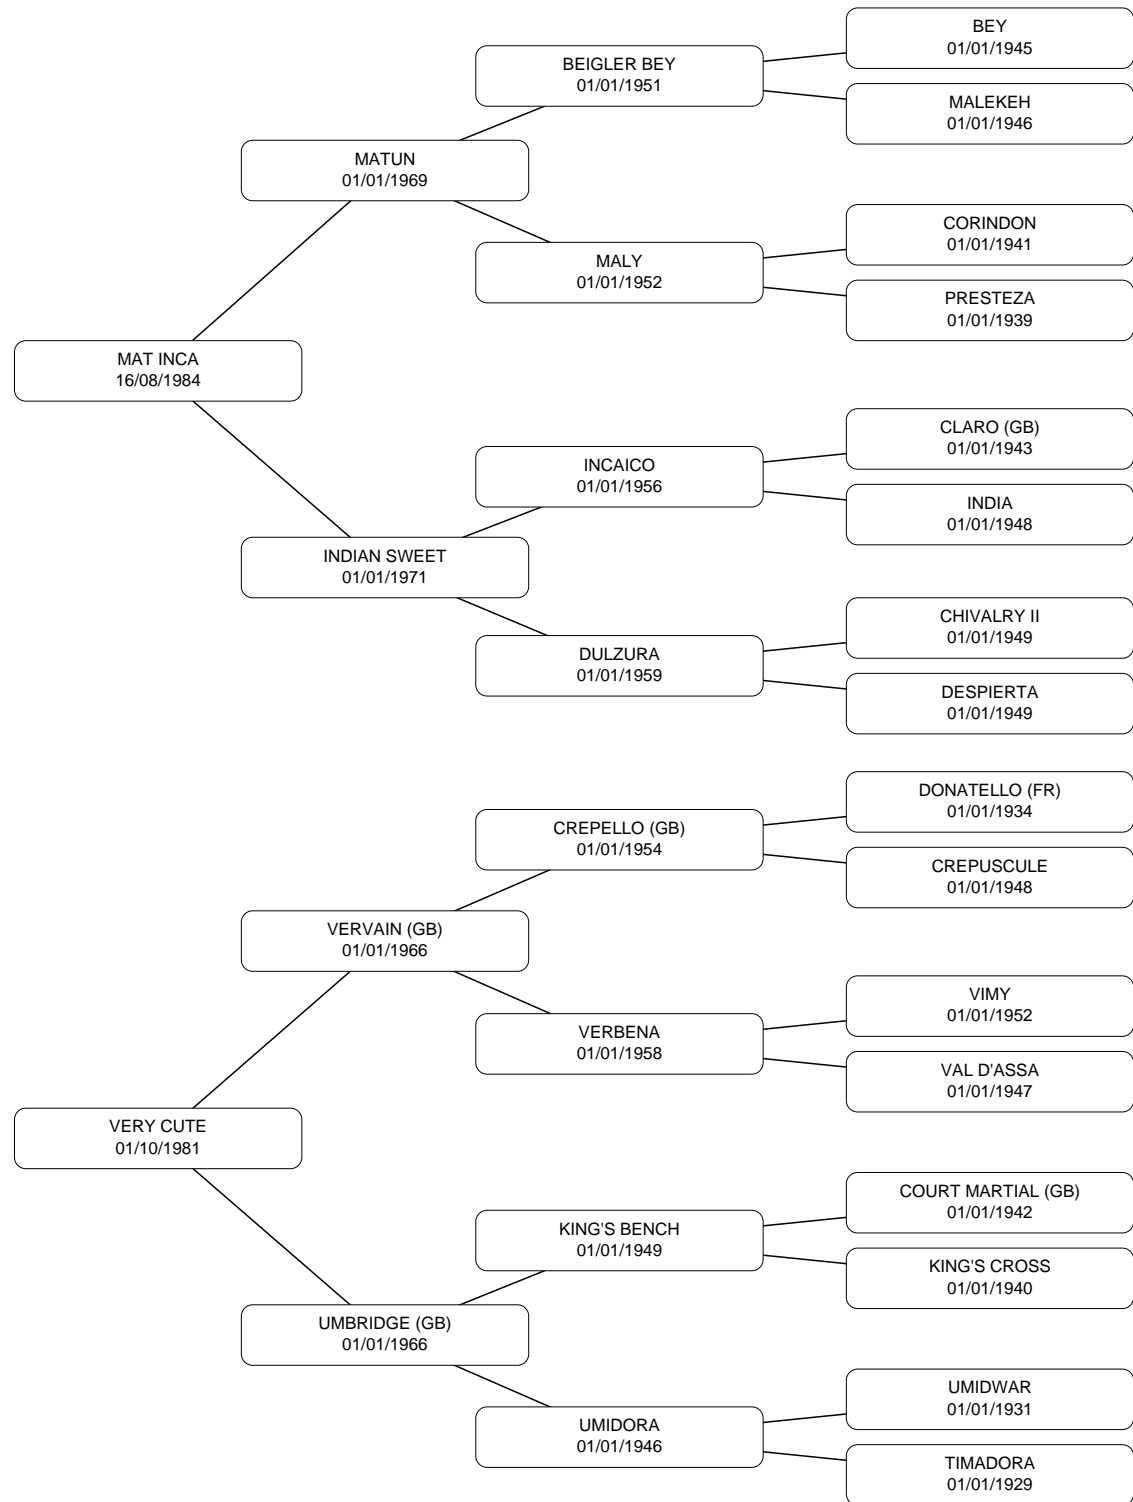 BEY
01/01/1945
BEIGLER BEY
01/01/1951
MALEKEH
01/01/1946
MATUN
01/01/1969
CORINDON
01/01/1941
MALY
01/01/1952
PRESTEZA
01/01/1939
MAT INCA
16/08/1984
CLARO (GB)
01/01/1943
INCAICO
01/01/1956
INDIA
01/01/1948
INDIAN SWEET
01/01/1971
CHIVALRY II
01/01/1949
DULZURA
01/01/1959
DESPIERTA
01/01/1949
DONATELLO (FR)
01/01/1934
CREPELLO (GB)
01/01/1954
CREPUSCULE
01/01/1948
VERVAIN (GB)
01/01/1966
VIMY
01/01/1952
VERBENA
01/01/1958
VAL D'ASSA
01/01/1947
VERY CUTE
01/10/1981
COURT MARTIAL (GB)
01/01/1942
KING'S BENCH
01/01/1949
KING'S CROSS
01/01/1940
UMBRIDGE (GB)
01/01/1966
UMIDWAR
01/01/1931
UMIDORA
01/01/1946
TIMADORA
01/01/1929